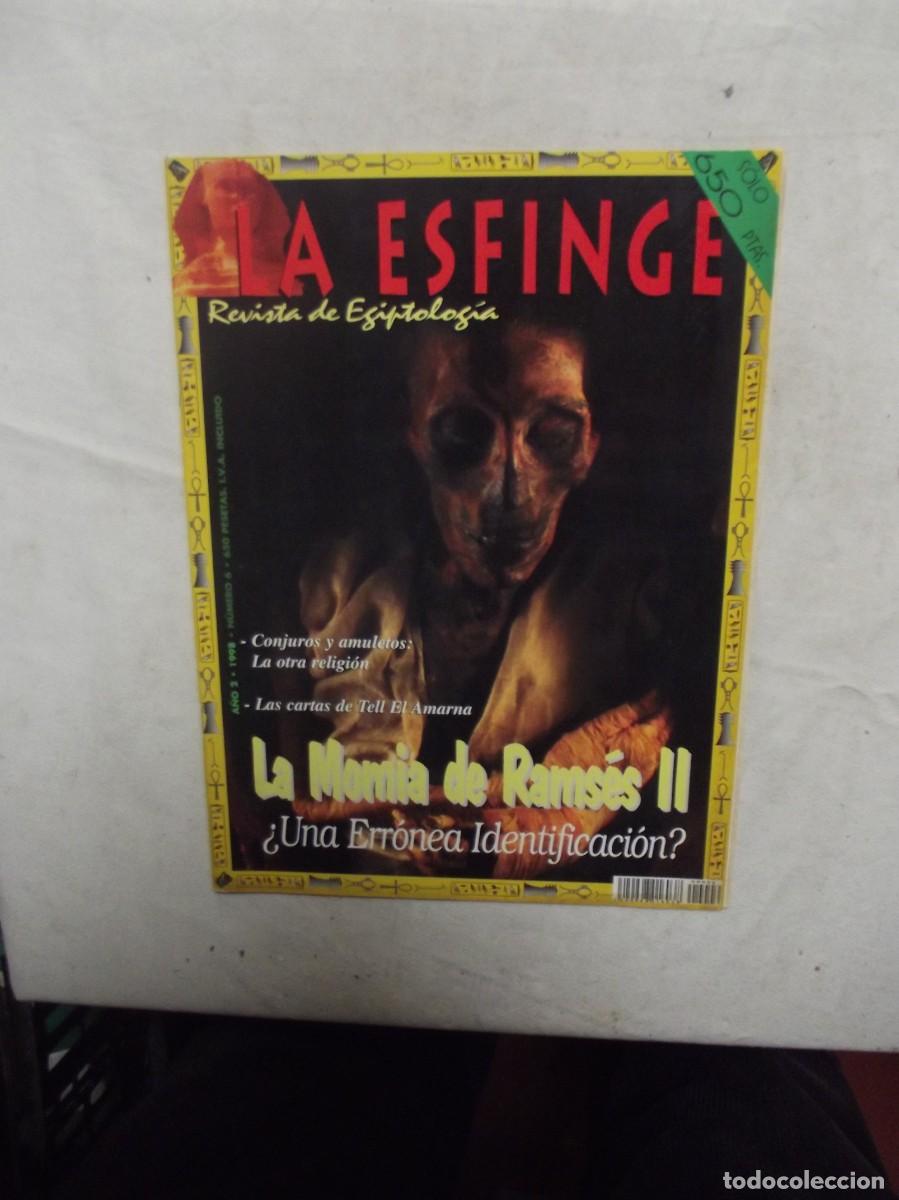 LA ESFINGE
SÓLO
650
PTAS.
Revista de Egiptología
AÑO 2 • 1998 • NÚMERO 6 • 650 PESETAS. I.V.A. INCLUIDO
- Conjuros y amuletos:
La otra religión
- Las cartas de Tell El Amarna
La Momia de Ramsés II
¿Una Errónea Identificación?
todocoleccion